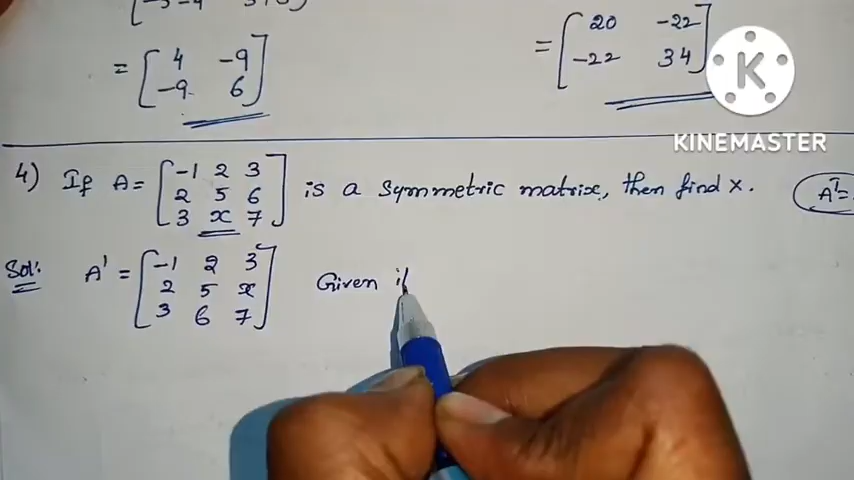 = [ 4 -9
-9 6 ]
= [ 20 -22
-22 34 ]
K
KINEMASTER
4) If A = [ -1 2 3
2 5 6
3 x 7 ] is a Symmetric matrix, then find x.
A' =
Sol: A' = [ -1 2 3
2 5 x
3 6 7 ] Given if